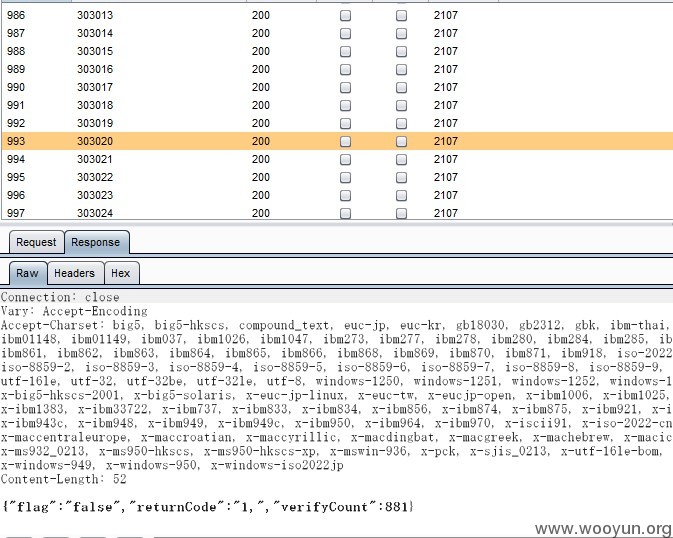 986 303013 200 2107
987 303014 200 2107
988 303015 200 2107
989 303016 200 2107
990 303017 200 2107
991 303018 200 2107
992 303019 200 2107
993 303020 200 2107
994 303021 200 2107
995 303022 200 2107
996 303023 200 2107
997 303024 200 2107
Request Response
Raw Headers Hex
Connection: close
Vary: Accept-Encoding
Accept-Charset: big5, big5-hkscs, compound_text, euc-jp, euc-kr, gb18030, gb2312, gbk, ibm-thai,
ibm01148, ibm01149, ibm037, ibm1026, ibm1047, ibm273, ibm277, ibm278, ibm280, ibm284, ibm285, ib
ibm861, ibm862, ibm863, ibm864, ibm865, ibm866, ibm868, ibm869, ibm870, ibm871, ibm918, iso-2022
iso-8859-2, iso-8859-3, iso-8859-4, iso-8859-5, iso-8859-6, iso-8859-7, iso-8859-8, iso-8859-9,
utf-16le, utf-32, utf-32be, utf-32le, utf-8, windows-1250, windows-1251, windows-1252, windows-1
x-big5-hkscs-2001, x-big5-solaris, x-euc-jp-linux, x-euc-tw, x-eucjp-open, x-ibm1006, x-ibm1025,
x-ibm1383, x-ibm33722, x-ibm737, x-ibm833, x-ibm834, x-ibm856, x-ibm874, x-ibm875, x-ibm921, x-i
x-ibm943c, x-ibm948, x-ibm949, x-ibm949c, x-ibm950, x-ibm964, x-ibm970, x-iscii91, x-iso-2022-cn
x-maccentraleurope, x-maccroatian, x-maccyrillic, x-macdingbat, x-macgreek, x-machebrew, x-macic
x-ms932_0213, x-ms950-hkscs, x-ms950-hkscs-xp, x-mswin-936, x-pck, x-sjis_0213, x-utf-16le-bom,
x-windows-949, x-windows-950, x-windows-iso2022jp
Content-Length: 52
{"flag":"false","returnCode":"1,","verifyCount":881}
www.wooyun.org